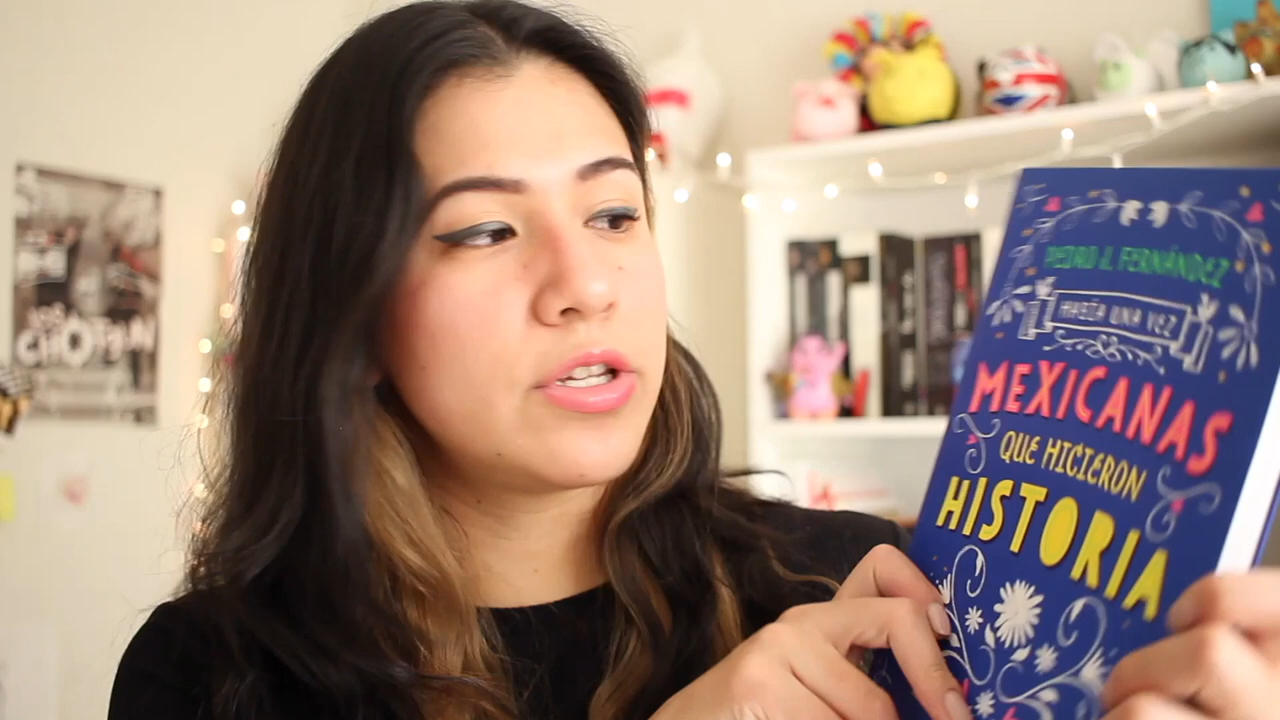 PEDRO J. FERNÁNDEZ
HABÍA UNA VEZ
MEXICANAS
QUE HICIERON
HISTORIA